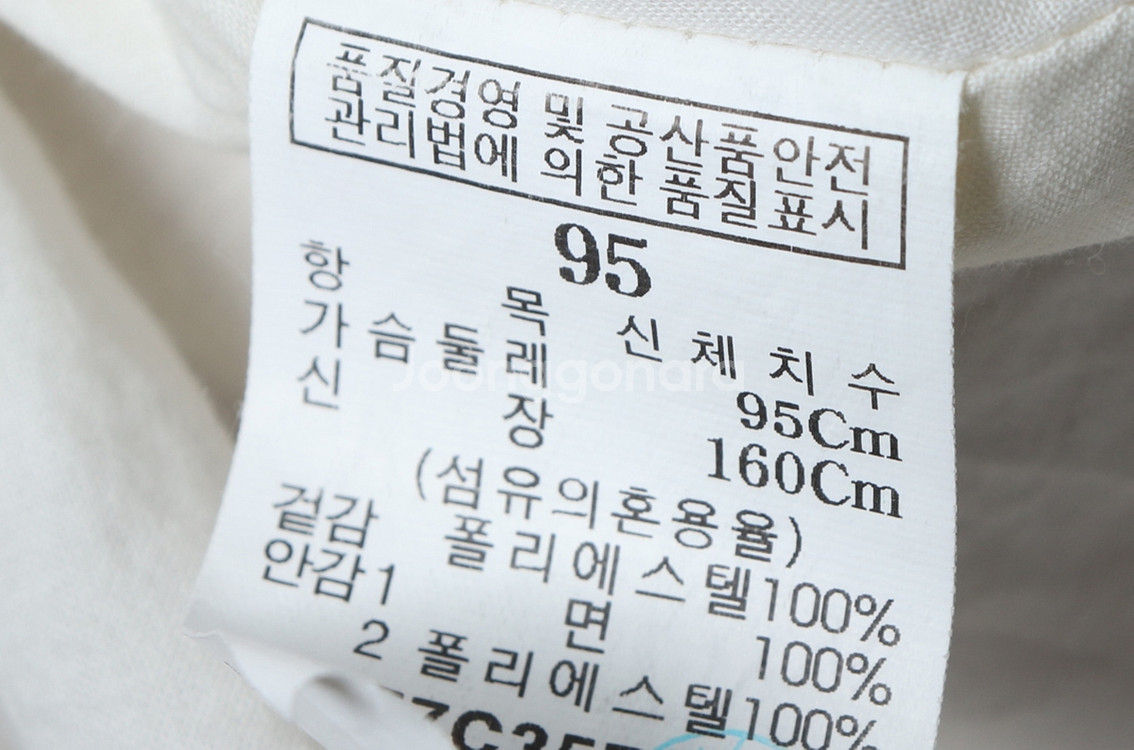 품질경영 및 공산품안전
관리법에 의한 품질표시
95
항 목 신체치수
가슴둘레 95Cm
신 장 160Cm
(섬유의혼용율)
겉감 폴리에스텔100%
안감1 면 100%
2 폴리에스텔100%
Joonggonara